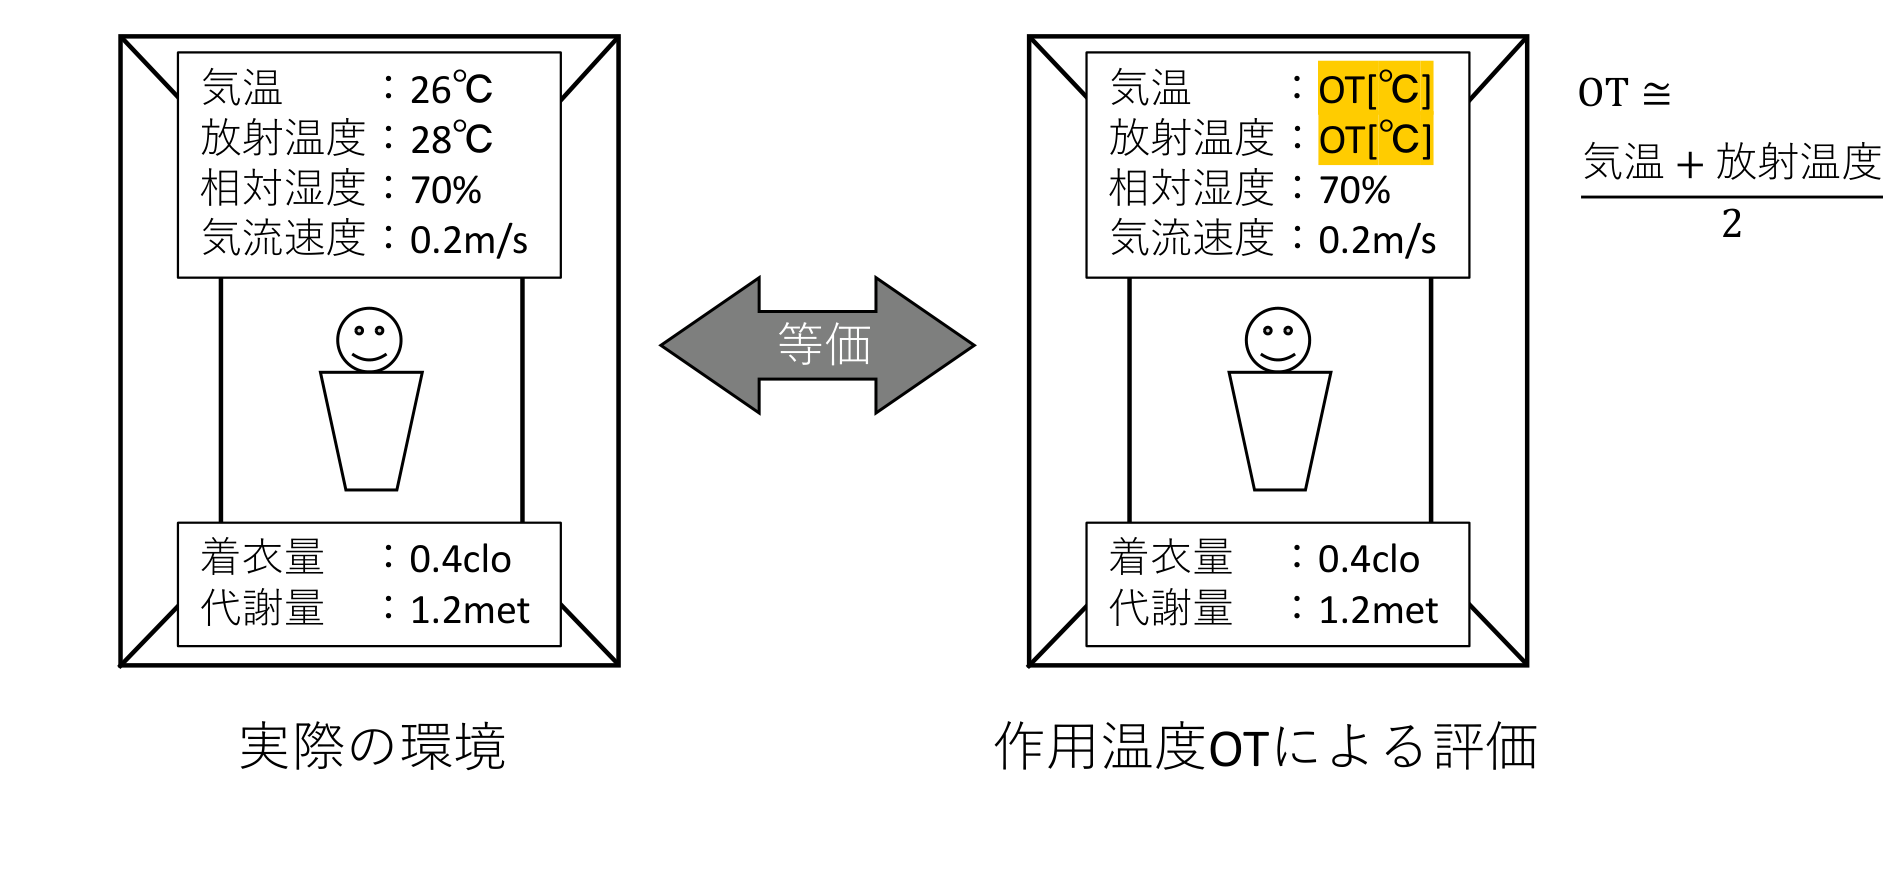 気温　　：26℃
放射温度：28℃
相対湿度：70%
気流速度：0.2m/s
着衣量　：0.4clo
代謝量　：1.2met
実際の環境
等価
気温　　：OT[℃]
放射温度：OT[℃]
相対湿度：70%
気流速度：0.2m/s
着衣量　：0.4clo
代謝量　：1.2met
作用温度OTによる評価
OT ≅
気温 + 放射温度
2